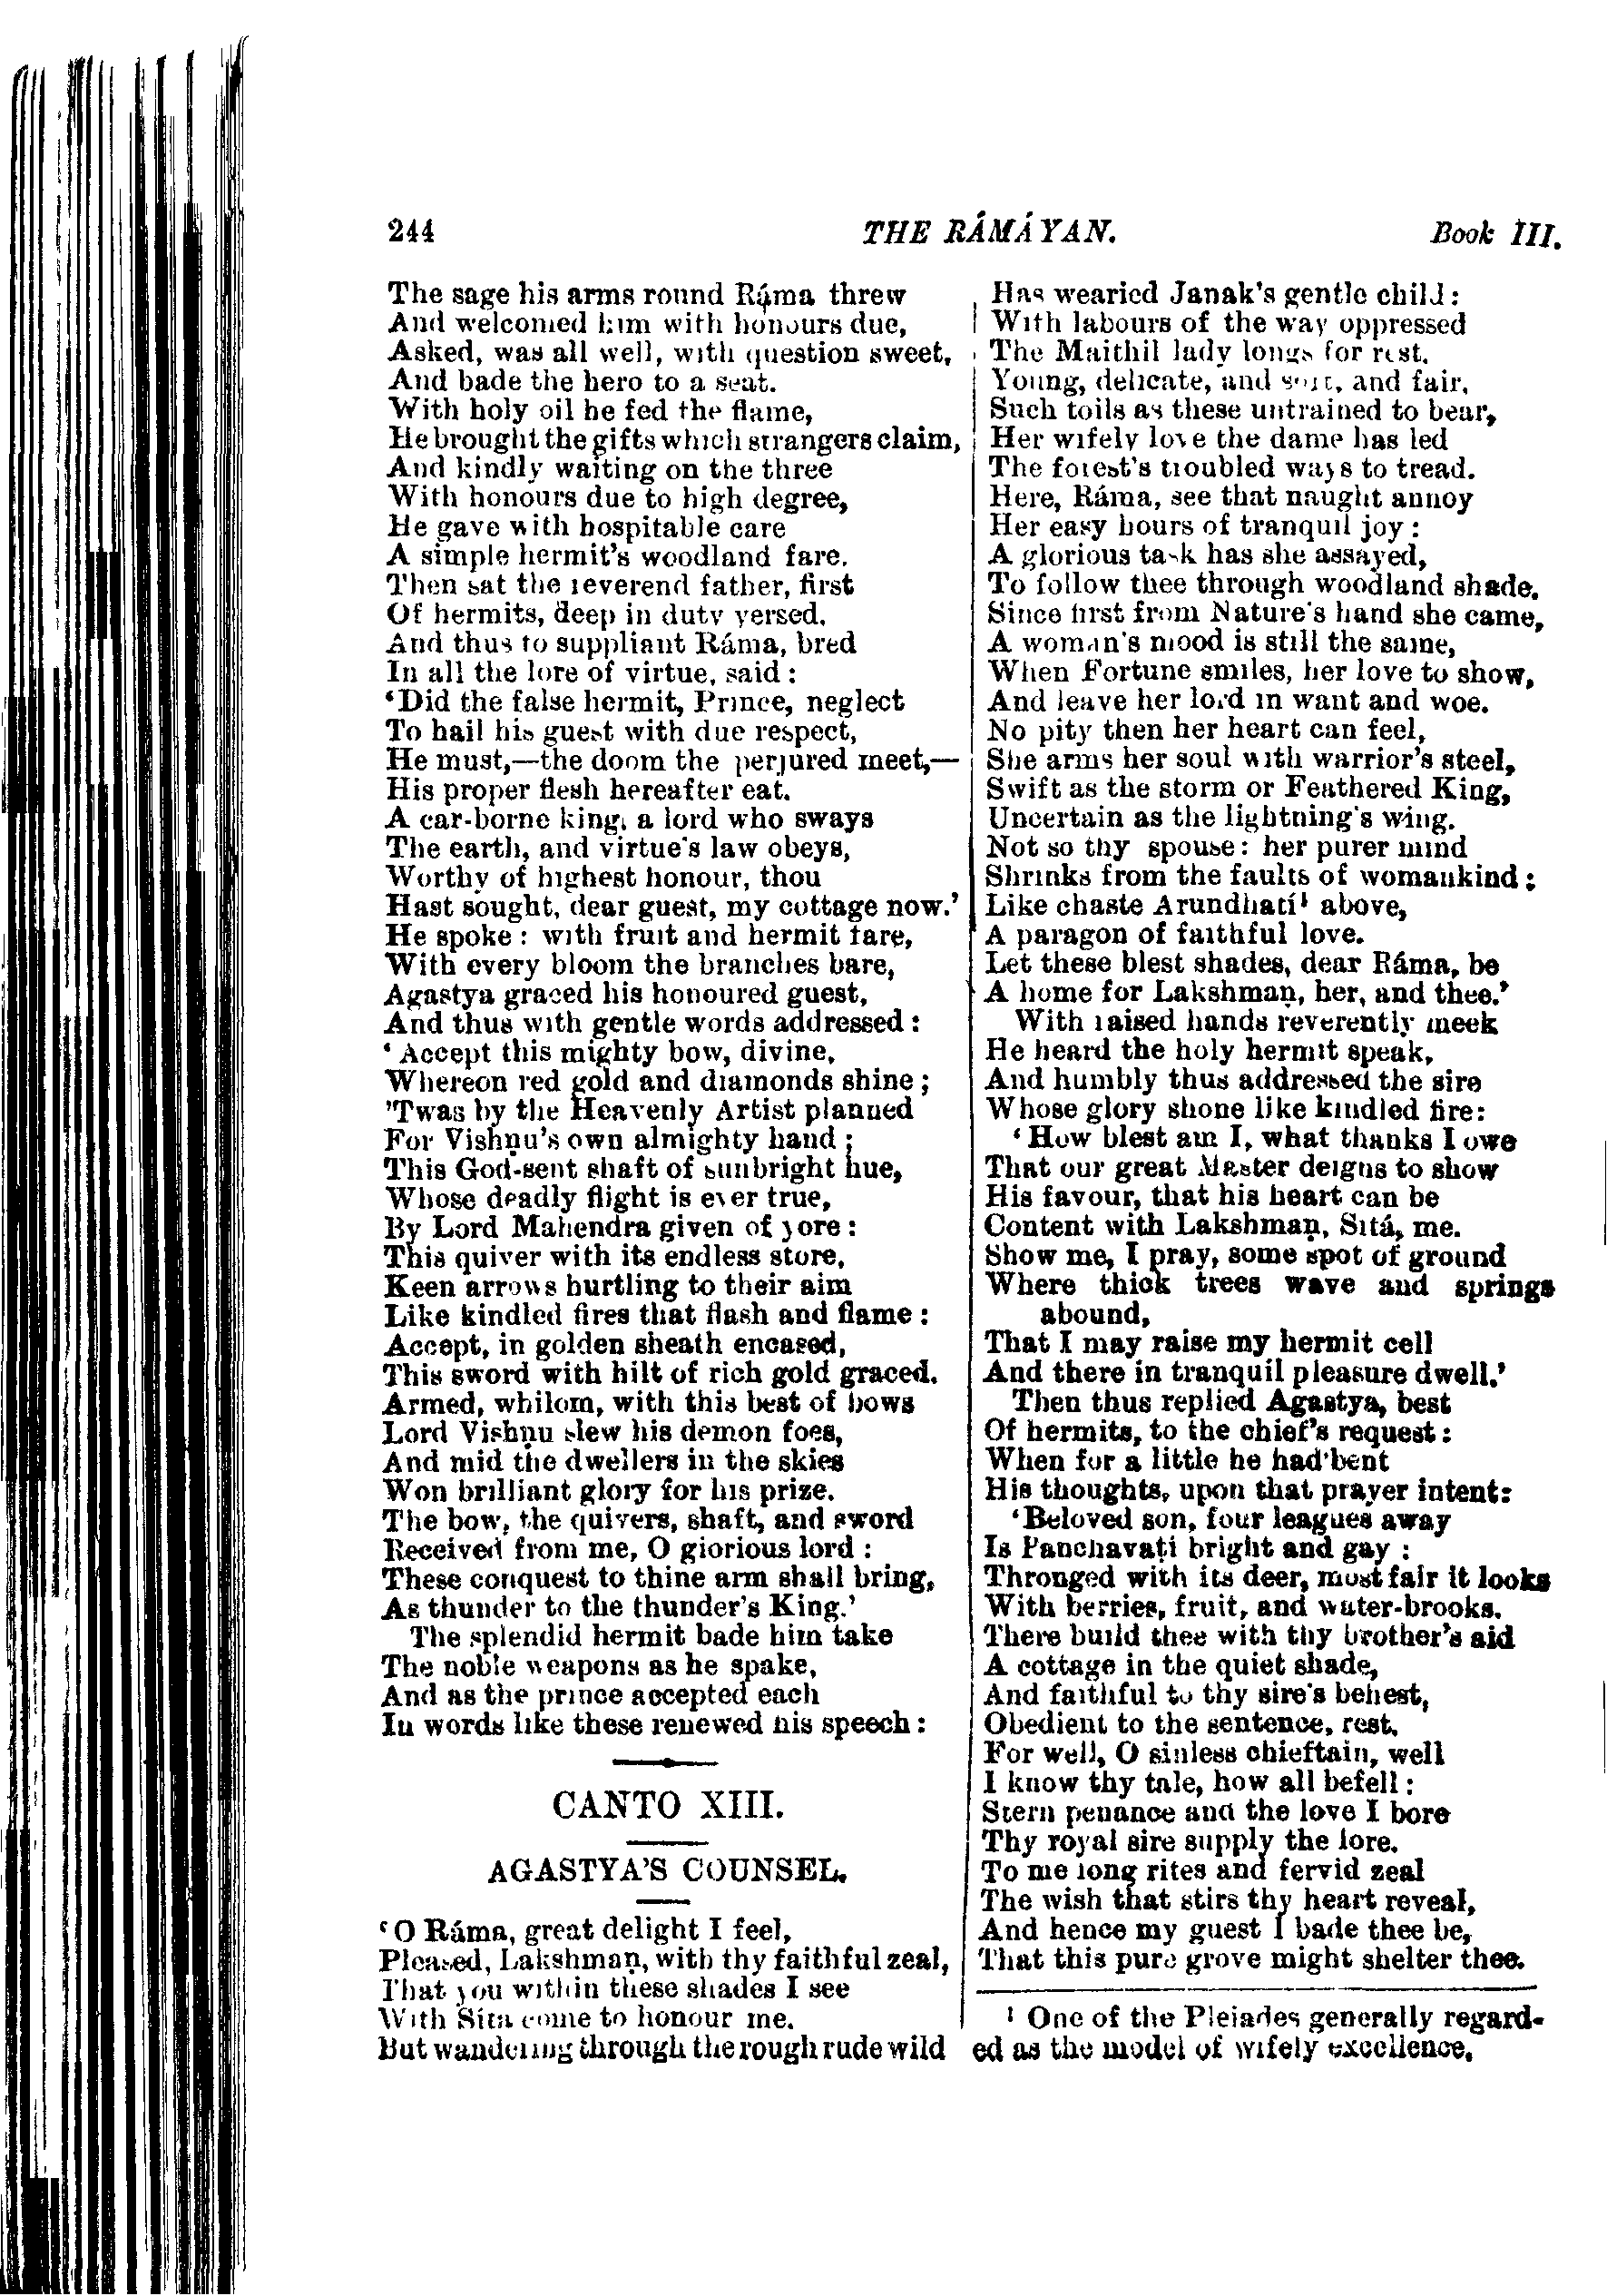 244 THE RÁMÁYAN. Book III.
The sage his arms round Ráma threw
And welcomed him with honours due,
Asked, was all well, with question sweet,
And bade the hero to a seat.
With holy oil he fed the flame,
He brought the gifts which strangers claim,
And kindly waiting on the three
With honours due to high degree,
He gave with hospitable care
A simple hermit's woodland fare.
Then sat the reverend father, first
Of hermits, deep in duty versed.
And thus to suppliant Ráma, bred
In all the lore of virtue, said:
‘Did the false hermit, Prince, neglect
To hail his guest with due respect,
He must,—the doom the perjured meet,—
His proper flesh hereafter eat.
A car-borne king, a lord who sways
The earth, and virtue's law obeys,
Worthy of highest honour, thou
Hast sought, dear guest, my cottage now.’
He spoke: with fruit and hermit fare,
With every bloom the branches bare,
Agastya graced his honoured guest,
And thus with gentle words addressed:
‘Accept this mighty bow, divine,
Whereon red gold and diamonds shine;
’Twas by the Heavenly Artist planned
For Vishṇu's own almighty hand;
This God-sent shaft of sunbright hue,
Whose deadly flight is ever true,
By Lord Mahendra given of yore:
This quiver with its endless store,
Keen arrows hurtling to their aim
Like kindled fires that flash and flame:
Accept, in golden sheath encased,
This sword with hilt of rich gold graced.
Armed, whilom, with this best of bows
Lord Vishṇu slew his demon foes,
And mid the dwellers in the skies
Won brilliant glory for his prize.
The bow, the quivers, shaft, and sword
Received from me, O glorious lord:
These conquest to thine arm shall bring,
As thunder to the thunder's King.’
The splendid hermit bade him take
The noble weapons as he spake,
And as the prince accepted each
In words like these renewed his speech:
CANTO XIII.
AGASTYA'S COUNSEL.
‘O Ráma, great delight I feel,
Pleased, Lakshmaṇ, with thy faithful zeal,
That you within these shades I see
With Síta come to honour me.
But wandering through the rough rude wild
Has wearied Janak's gentle child:
With labours of the way oppressed
The Maithil lady longs for rest.
Young, delicate, and soft, and fair,
Such toils as these untrained to bear,
Her wifely love the dame has led
The forest's troubled ways to tread.
Here, Ráma, see that naught annoy
Her easy hours of tranquil joy:
A glorious task has she assayed,
To follow thee through woodland shade.
Since first from Nature's hand she came,
A woman's mood is still the same,
When Fortune smiles, her love to show,
And leave her lord in want and woe.
No pity then her heart can feel,
She arms her soul with warrior's steel,
Swift as the storm or Feathered King,
Uncertain as the lightning's wing.
Not so thy spouse: her purer mind
Shrinks from the faults of womankind;
Like chaste Arundhatí¹ above,
A paragon of faithful love.
Let these blest shades, dear Ráma, be
A home for Lakshmaṇ, her, and thee.’
With raised hands reverently meek
He heard the holy hermit speak,
And humbly thus addressed the sire
Whose glory shone like kindled fire:
‘How blest am I, what thanks I owe
That our great Master deigns to show
His favour, that his heart can be
Content with Lakshmaṇ, Sítá, me.
Show me, I pray, some spot of ground
Where thick trees wave and springs
abound,
That I may raise my hermit cell
And there in tranquil pleasure dwell.’
Then thus replied Agastya, best
Of hermits, to the chief's request:
When for a little he had bent
His thoughts, upon that prayer intent:
‘Beloved son, four leagues away
Is Panchavaṭi bright and gay:
Thronged with its deer, most fair it looks
With berries, fruit, and water-brooks.
There build thee with thy brother's aid
A cottage in the quiet shade,
And faithful to thy sire's behest,
Obedient to the sentence, rest.
For well, O sinless chieftain, well
I know thy tale, how all befell:
Stern penance and the love I bore
Thy royal sire supply the lore.
To me long rites and fervid zeal
The wish that stirs thy heart reveal,
And hence my guest I bade thee be,
That this pure grove might shelter thee.
¹ One of the Pleiades generally regard-
ed as the model of wifely excellence.